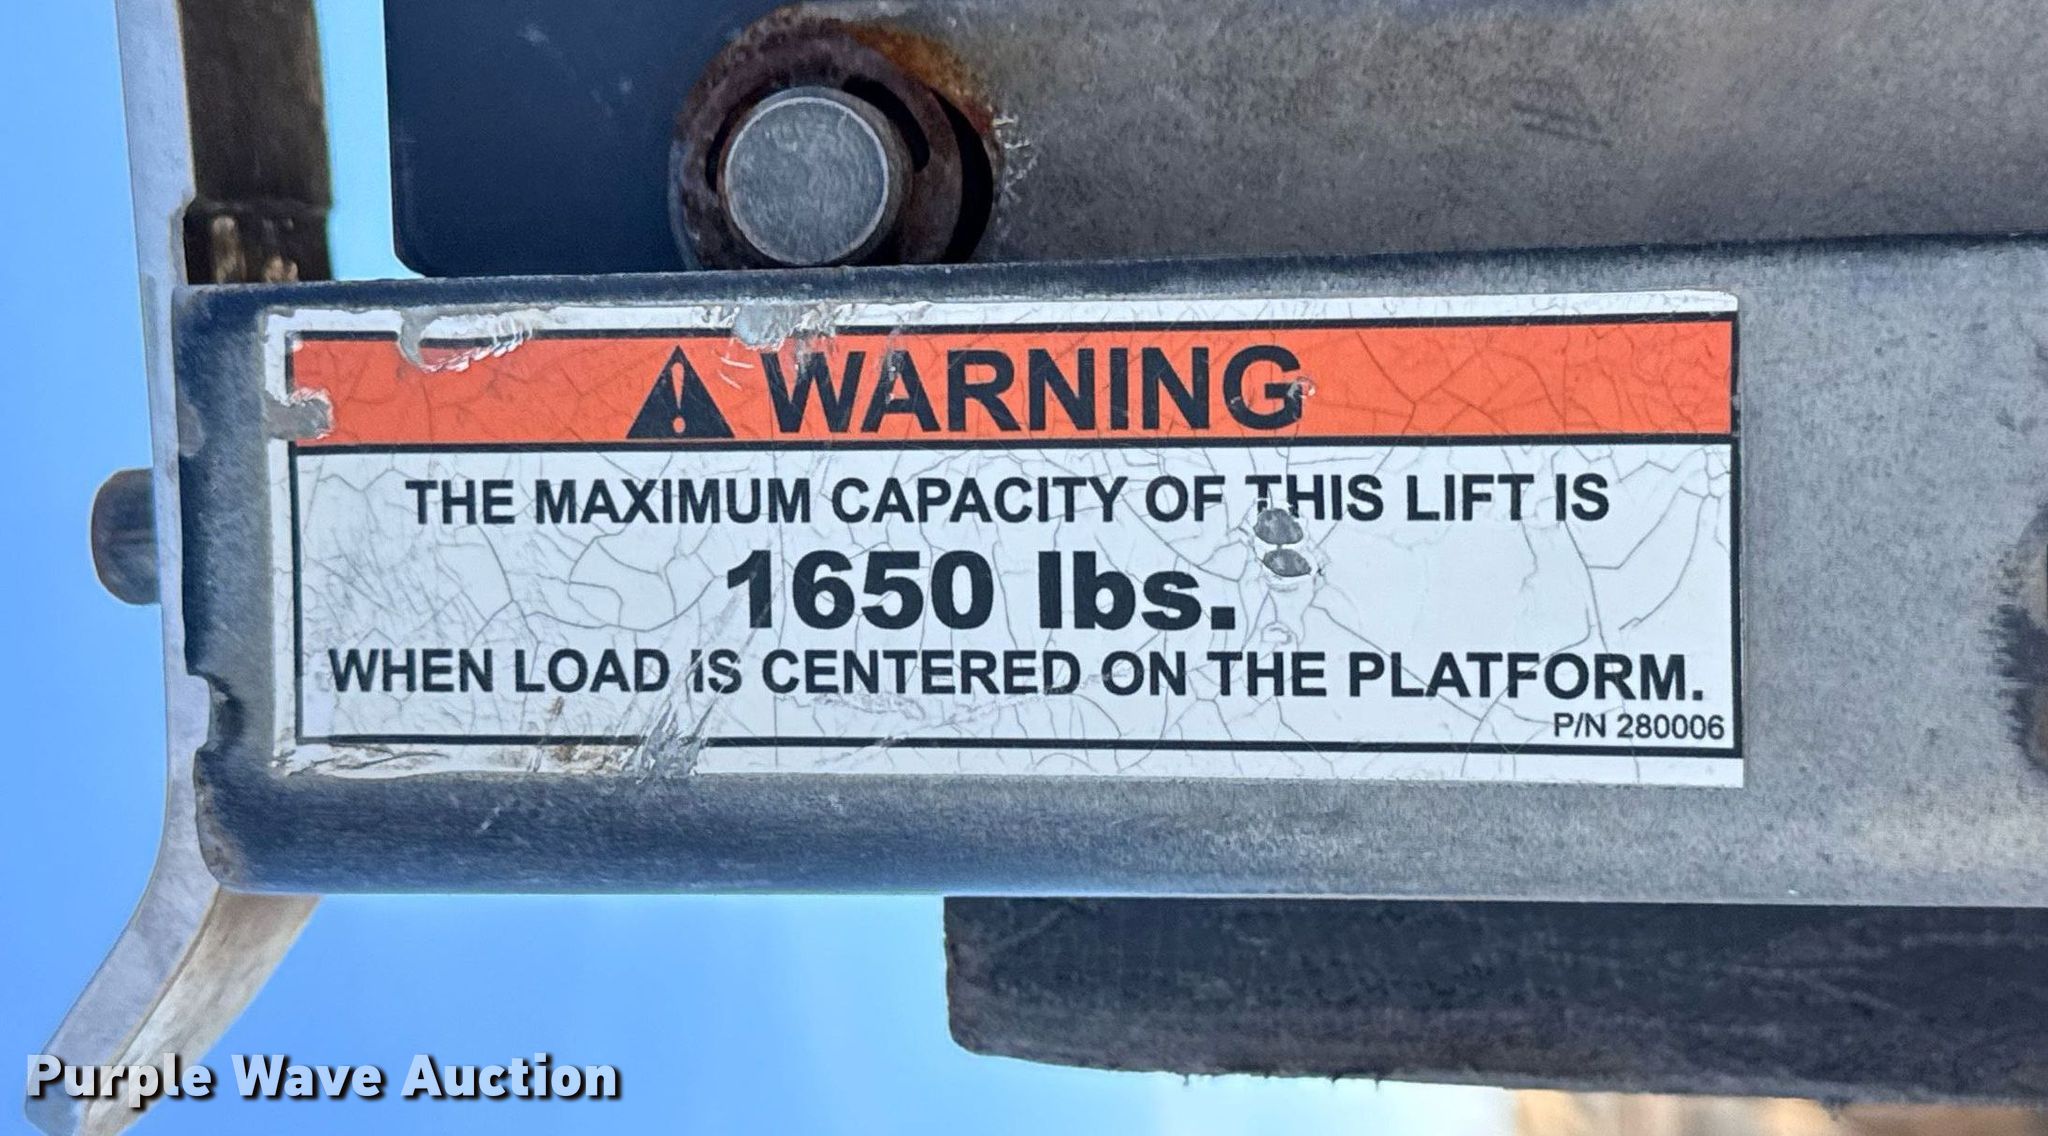 WARNING
THE MAXIMUM CAPACITY OF THIS LIFT IS
1650 lbs.
WHEN LOAD IS CENTERED ON THE PLATFORM.
P/N 280006
Purple Wave Auction